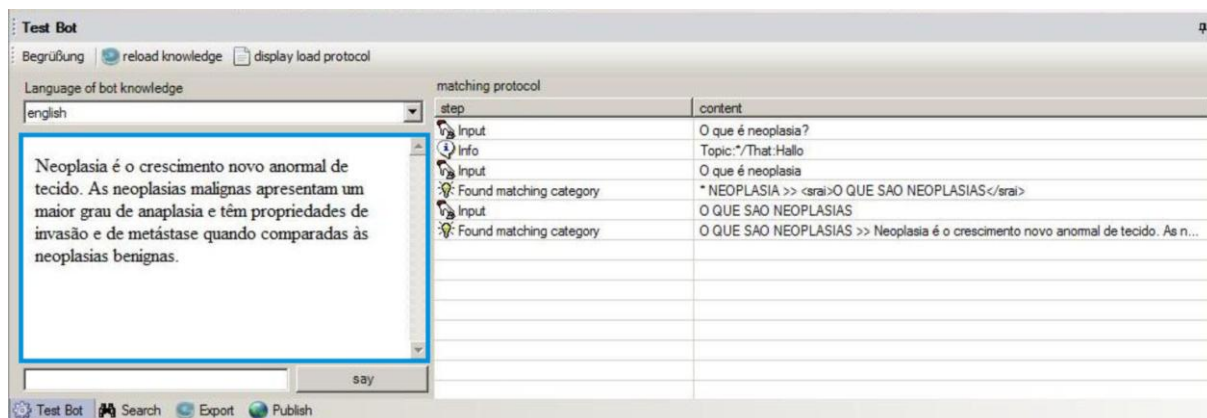 Test Bot
Begrüßung reload knowledge display load protocol
Language of bot knowledge
english
Neoplasia é o crescimento novo anormal de
tecido. As neoplasias malignas apresentam um
maior grau de anaplasia e têm propriedades de
invasão e de metástase quando comparadas às
neoplasias benignas.
say
matching protocol
step content
Input O que é neoplasia?
Info Topic:*/That:Hallo
Input O que é neoplasia
Found matching category * NEOPLASIA >> <srai>O QUE SAO NEOPLASIAS</srai>
Input O QUE SAO NEOPLASIAS
Found matching category O QUE SAO NEOPLASIAS >> Neoplasia é o crescimento novo anormal de tecido. As n...
Test Bot Search Export Publish